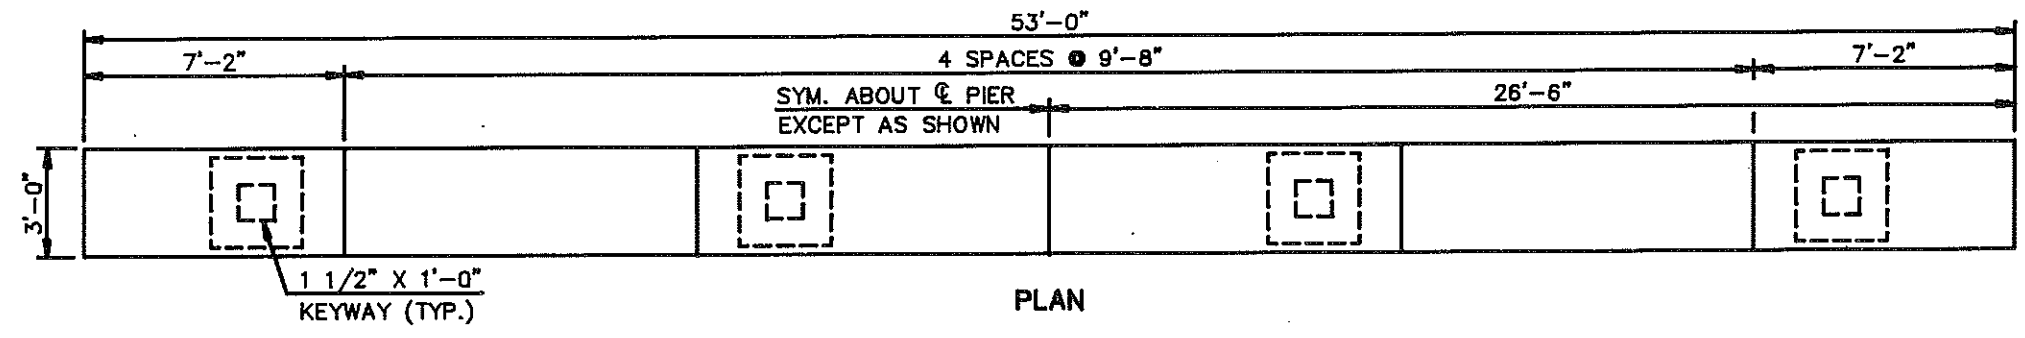 53'-0"
7'-2"
4 SPACES @ 9'-8"
7'-2"
SYM. ABOUT ℄ PIER
26'-6"
EXCEPT AS SHOWN
3'-0"
1 1/2" X 1'-0"
KEYWAY (TYP.)
PLAN